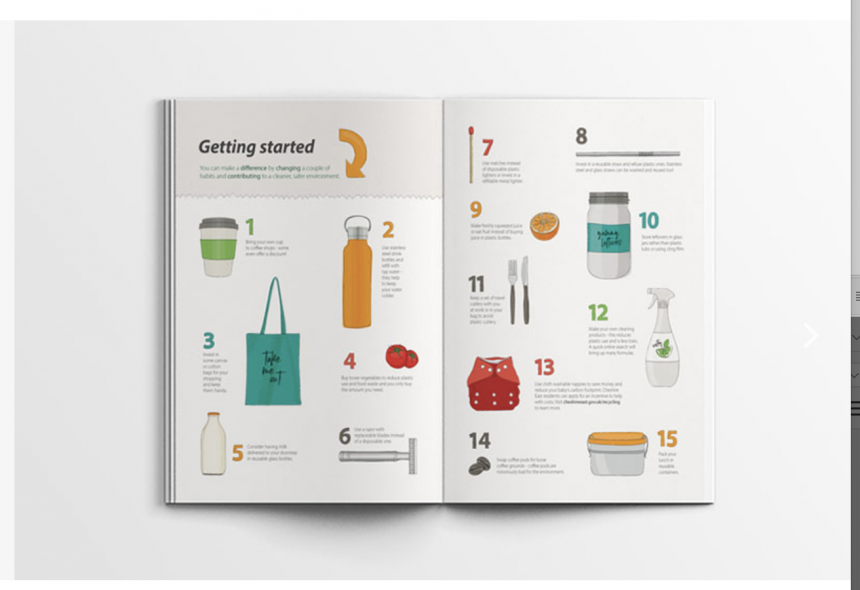 Getting started
You can make a difference by changing a couple of
habits and contributing to a cleaner, safer environment.
1
Bring your own cup
to coffee shops - some
even offer a discount
2
Use stainless
steel drink
bottles and
refill with
tap water -
they help
to keep
your water
colder.
3
Invest in
some canvas
or cotton
bags for your
shopping
and keep
them handy.
take
me
out
4
Buy loose vegetables to reduce plastic
use and food waste and you only buy
the amount you need.
5
Consider having milk
delivered to your doorstep
in reusable glass bottles.
6
Use a razor with
replaceable blades instead
of a disposable one.
7
Use matches instead
of disposable plastic
lighters or invest in a
refillable metal lighter.
8
Invest in a reusable straw and refuse plastic ones. Stainless
steel and glass straws can be washed and reused too!
9
Make freshly squeezed juice
or eat fruit instead of buying
juice in plastic bottles.
10
Store leftovers in glass
jars rather than plastic
tubs or using cling film.
yummy
leftovers
11
Keep a set of travel
cutlery with you
at work or in your
bag to avoid
plastic cutlery.
12
Make your own cleaning
products - this will reduce
plastic use and is less toxic.
A quick online search will
bring up many formulas.
13
Use cloth washable nappies to save money and
reduce your baby's carbon footprint. Cheshire
East residents can apply for an incentive to help
with costs. Visit cheshireeast.gov.uk/recycling
to learn more.
14
Swap coffee pods for loose
coffee grounds - coffee pods are
notoriously bad for the environment.
15
Pack your
lunch in
reusable
containers.